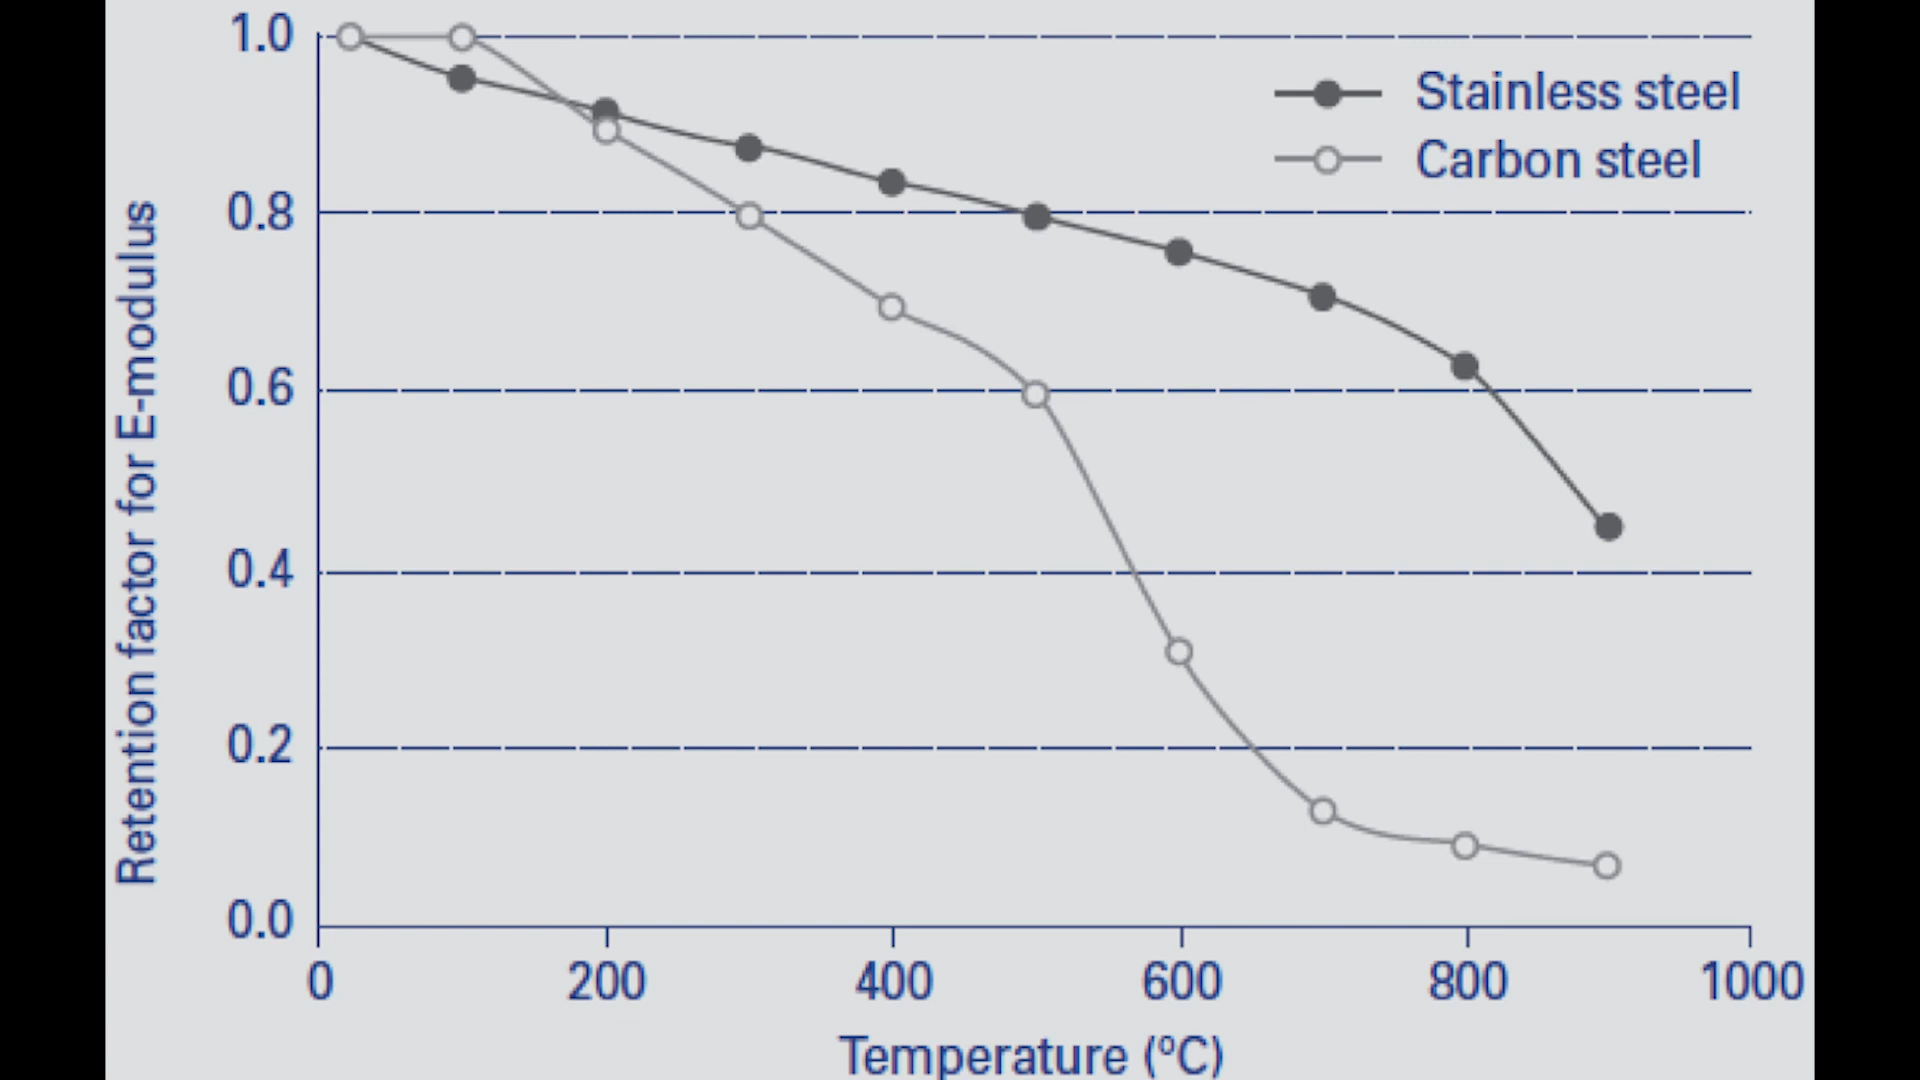 1.0
0.8
0.6
0.4
0.2
0.0
Retention factor for E-modulus
Stainless steel
Carbon steel
0 200 400 600 800 1000
Temperature (ºC)